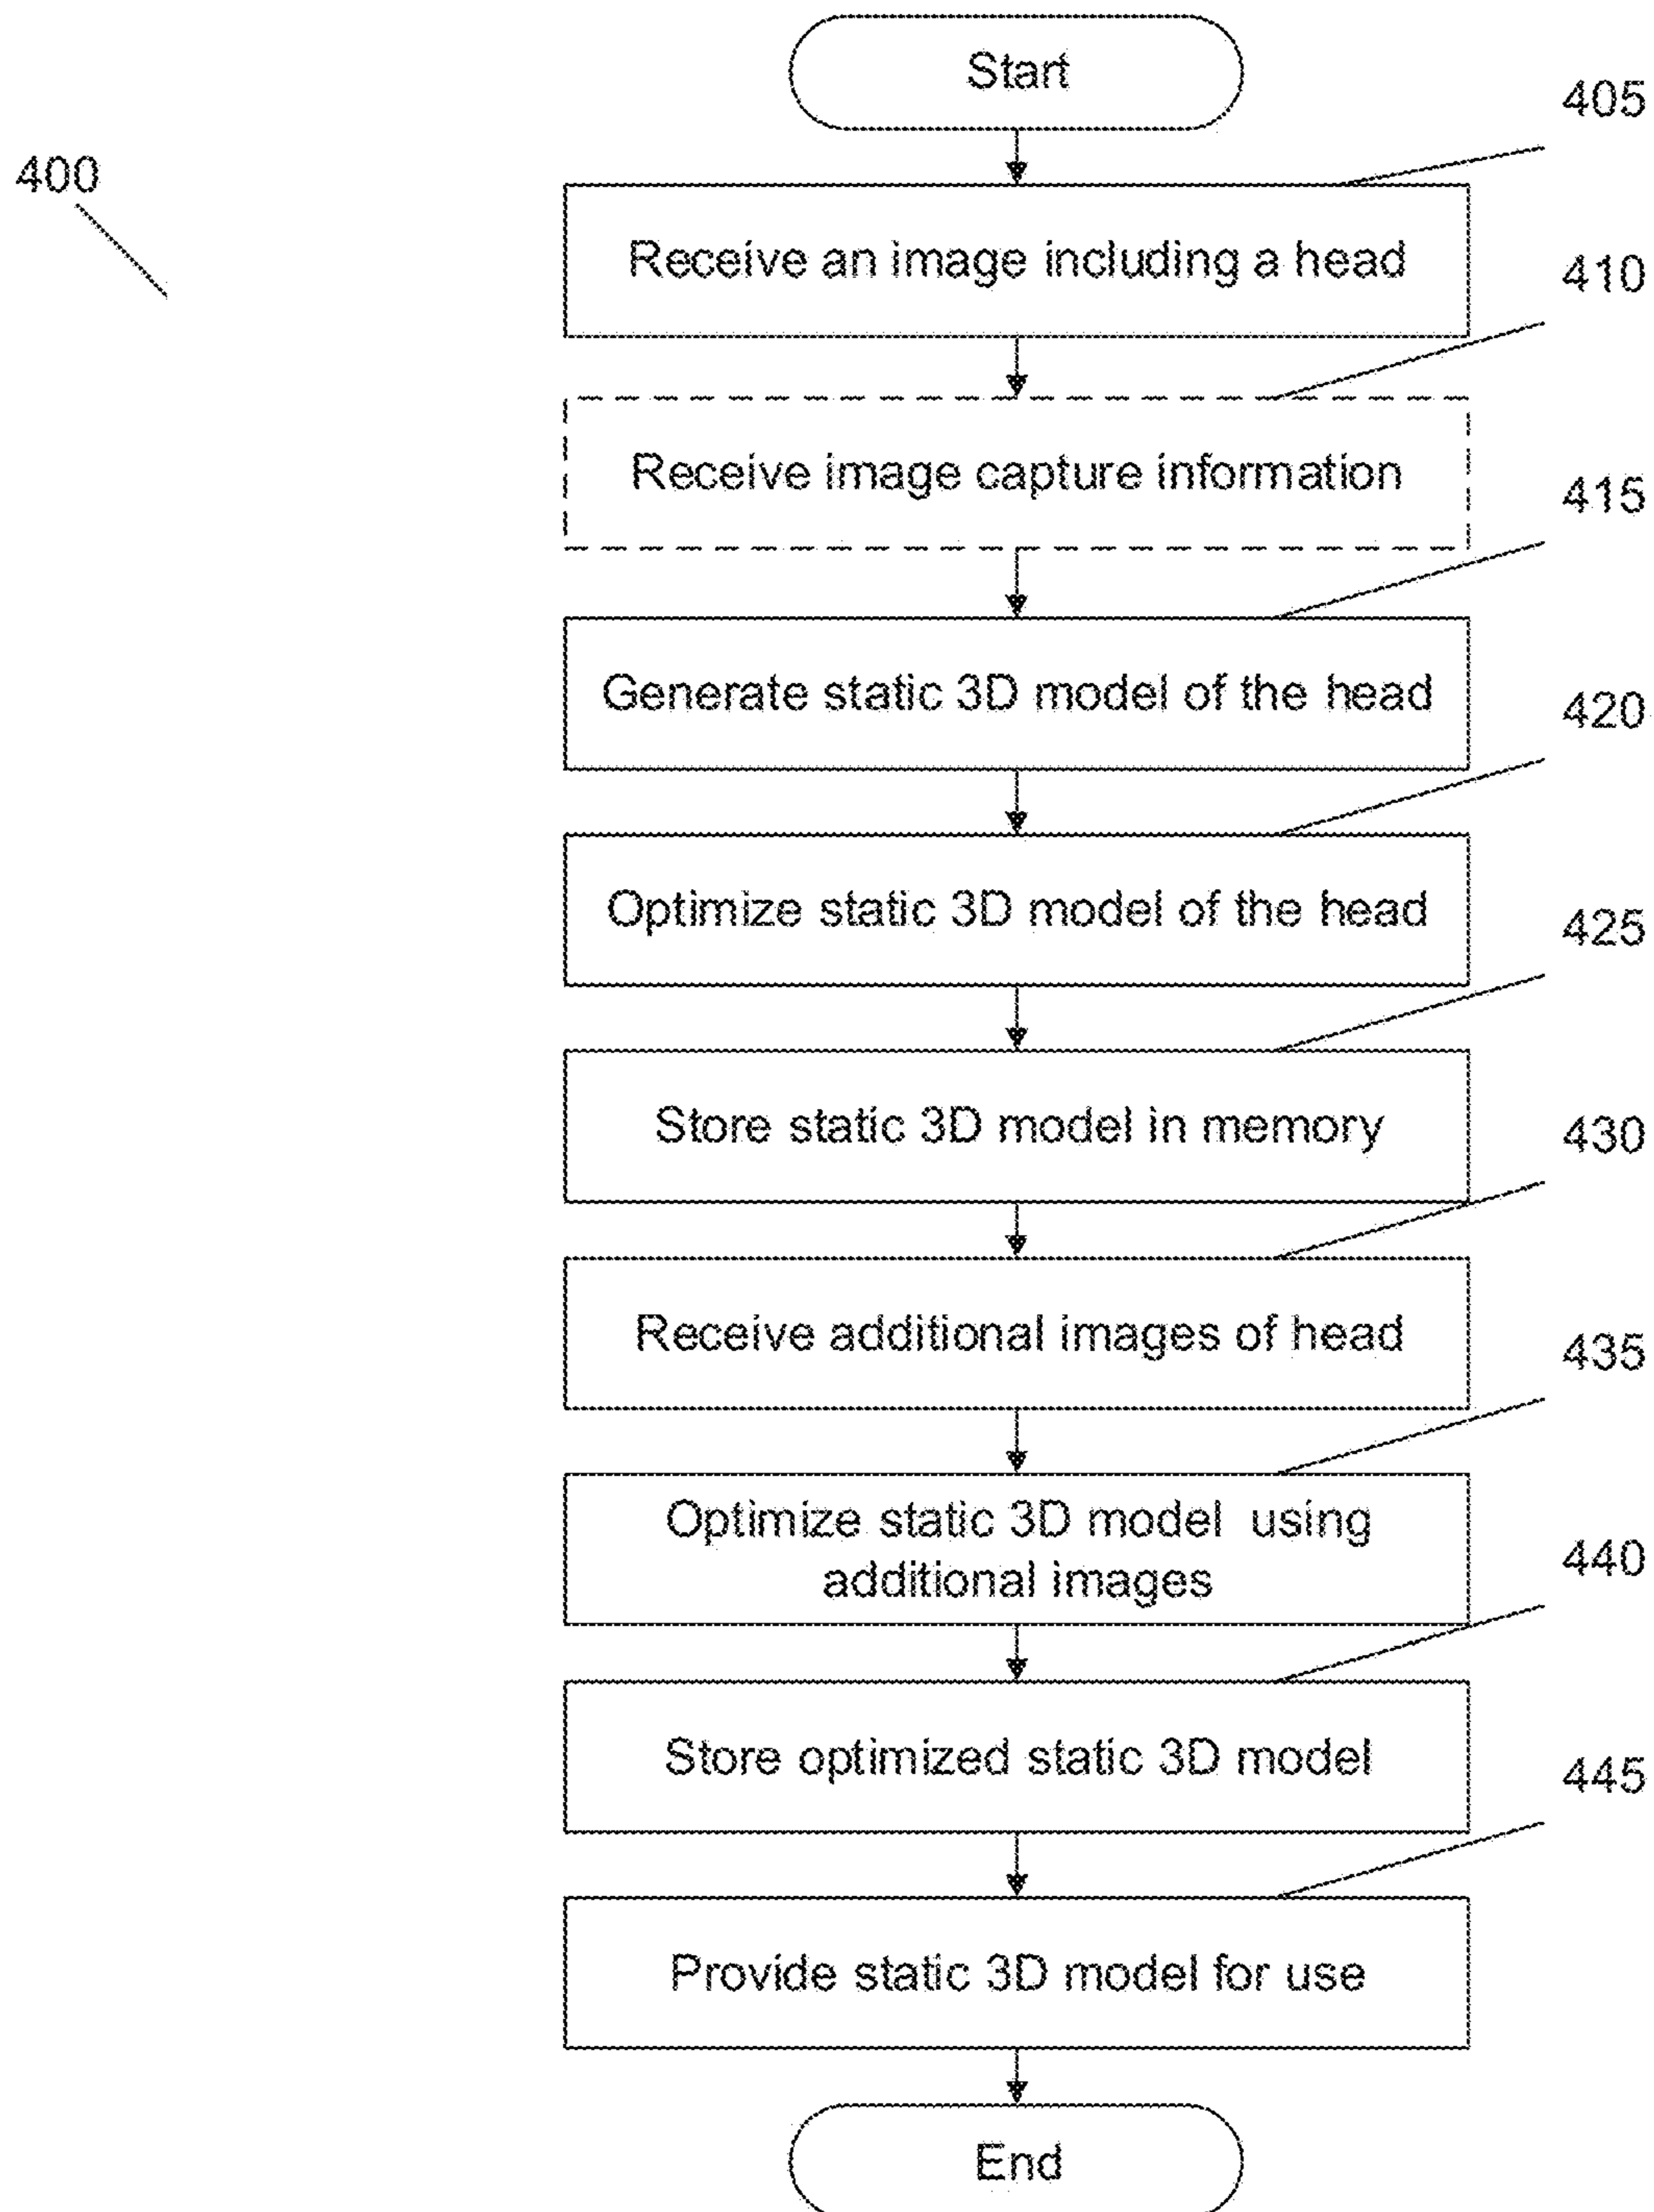 Start
405
400
Receive an image including a head
410
Receive image capture information
415
Generate static 3D model of the head
420
Optimize static 3D model of the head
425
Store static 3D model in memory
430
Receive additional images of head
435
Optimize static 3D model  using
additional images
440
Store optimized static 3D model
445
Provide static 3D model for use
End